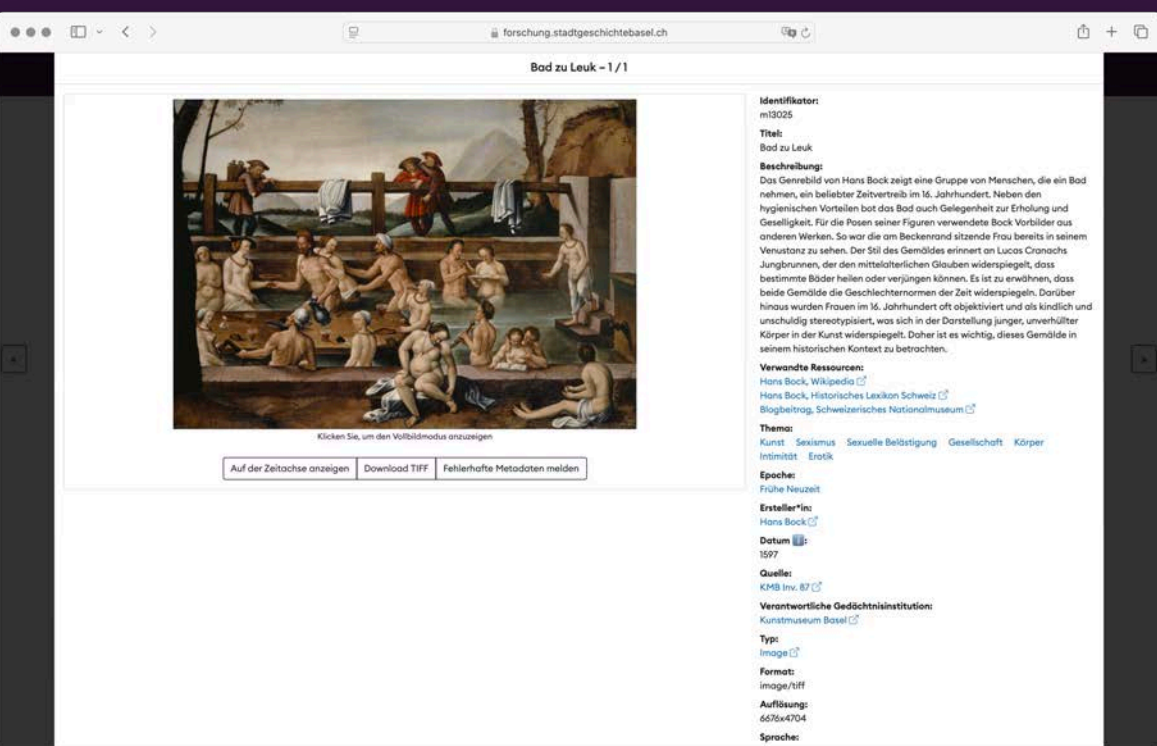 forschung.stadtgeschichtebasel.ch
Bad zu Leuk – 1 / 1
Klicken Sie, um den Vollbildmodus anzuzeigen
Auf der Zeitachse anzeigen
Download TIFF
Fehlerhafte Metadaten melden
Identifikator:
m13025
Titel:
Bad zu Leuk
Beschreibung:
Das Genrebild von Hans Bock zeigt eine Gruppe von Menschen, die ein Bad
nehmen, ein beliebter Zeitvertreib im 16. Jahrhundert. Neben den
hygienischen Vorteilen bot das Bad auch Gelegenheit zur Erholung und
Geselligkeit. Für die Posen seiner Figuren verwendete Bock Vorbilder aus
anderen Werken. So war die am Beckenrand sitzende Frau bereits in seinem
Venustanz zu sehen. Der Stil des Gemäldes erinnert an Lucas Cranachs
Jungbrunnen, der den mittelalterlichen Glauben widerspiegelt, dass
bestimmte Bäder heilen oder verjüngen können. Es ist zu erwähnen, dass
beide Gemälde die Geschlechternormen der Zeit widerspiegeln. Darüber
hinaus wurden Frauen im 16. Jahrhundert oft objektiviert und als kindlich und
unschuldig stereotypisiert, was sich in der Darstellung junger, unverhüllter
Körper in der Kunst widerspiegelt. Daher ist es wichtig, dieses Gemälde in
seinem historischen Kontext zu betrachten.
Verwandte Ressourcen:
Hans Bock, Wikipedia
Hans Bock, Historisches Lexikon Schweiz
Blogbeitrag, Schweizerisches Nationalmuseum
Thema:
Kunst Sexismus Sexuelle Belästigung Gesellschaft Körper
Intimität Erotik
Epoche:
Frühe Neuzeit
Ersteller*in:
Hans Bock
Datum ℹ️:
1597
Quelle:
KMB Inv. 87
Verantwortliche Gedächtnisinstitution:
Kunstmuseum Basel
Typ:
Image
Format:
image/tiff
Auflösung:
6676x4704
Sprache: